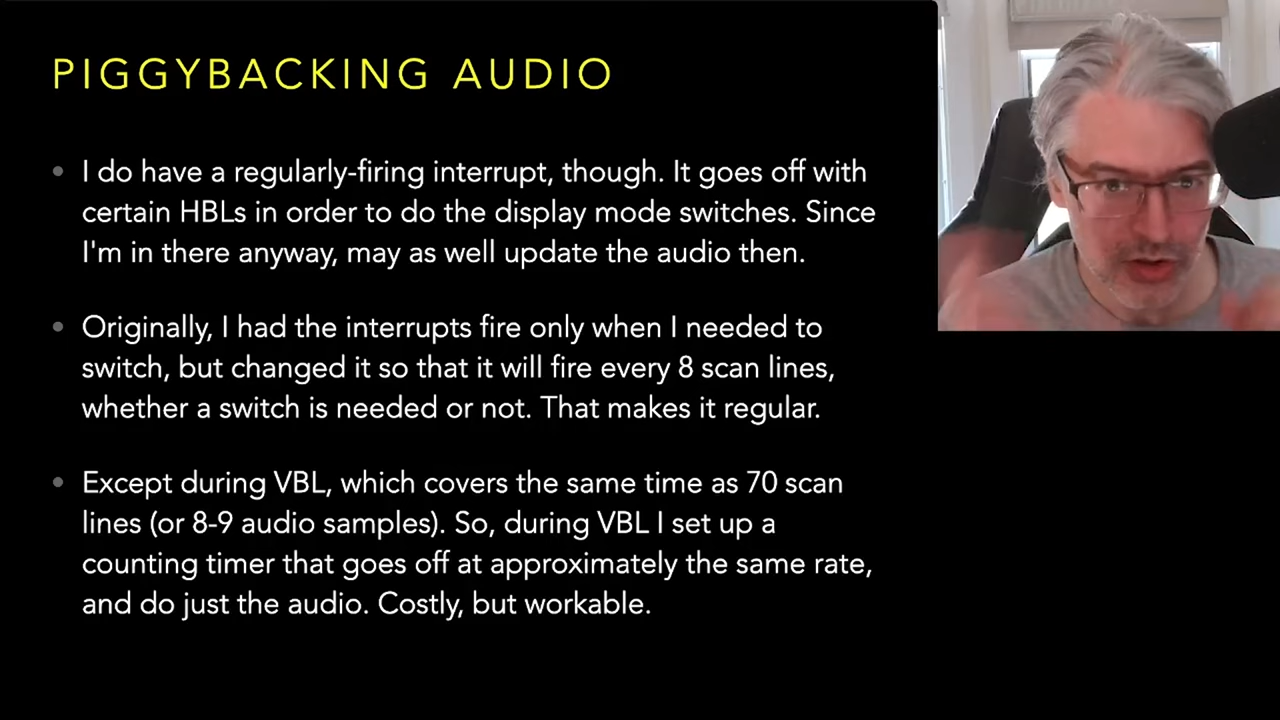 PIGGYBACKING AUDIO
• I do have a regularly-firing interrupt, though. It goes off with
certain HBLs in order to do the display mode switches. Since
I'm in there anyway, may as well update the audio then.
• Originally, I had the interrupts fire only when I needed to
switch, but changed it so that it will fire every 8 scan lines,
whether a switch is needed or not. That makes it regular.
• Except during VBL, which covers the same time as 70 scan
lines (or 8-9 audio samples). So, during VBL I set up a
counting timer that goes off at approximately the same rate,
and do just the audio. Costly, but workable.